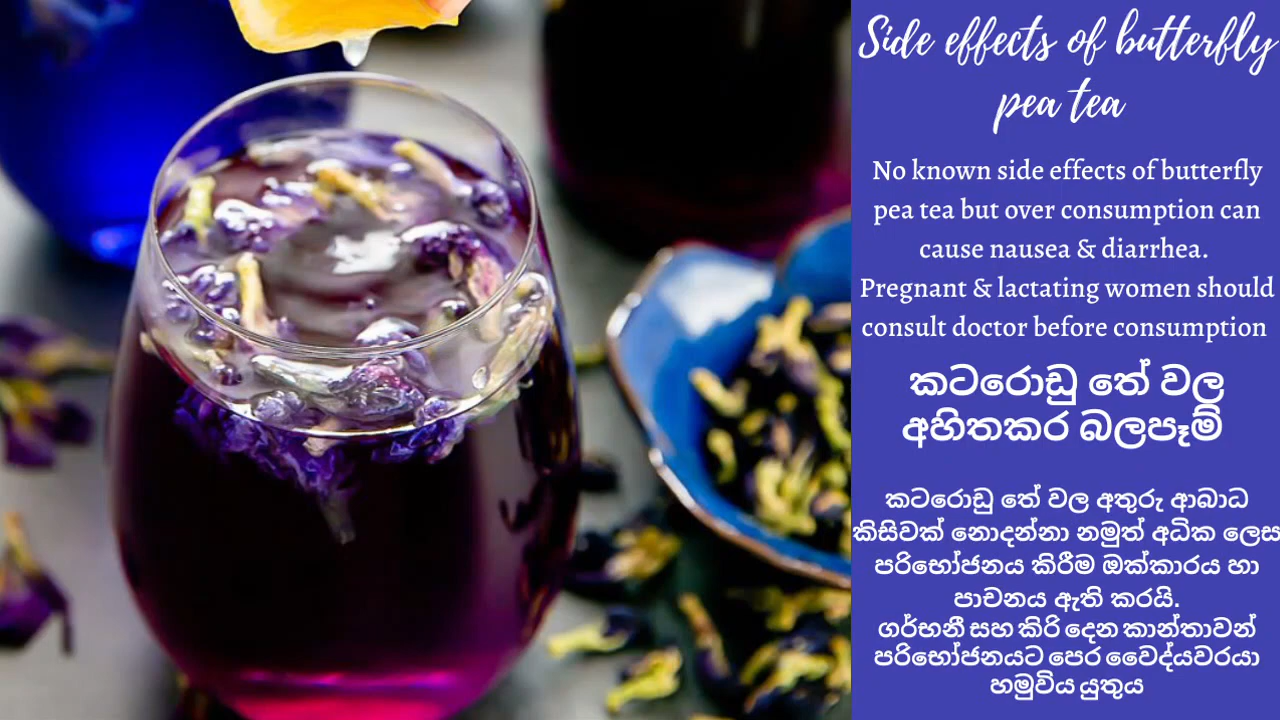 Side effects of butterfly
pea tea
No known side effects of butterfly
pea tea but over consumption can
cause nausea & diarrhea.
Pregnant & lactating women should
consult doctor before consumption
කටරොඩු තේ වල
අහිතකර බලපෑම්
කටරොඩු තේ වල අතුරු ආබාධ
කිසිවක් නොදන්නා නමුත් අධික ලෙස
පරිභෝජනය කිරීම ඔක්කාරය හා
පාචනය ඇති කරයි.
ගර්භනී සහ කිරි දෙන කාන්තාවන්
පරිභෝජනයට පෙර වෛද්යවරයා
හමුවිය යුතුය